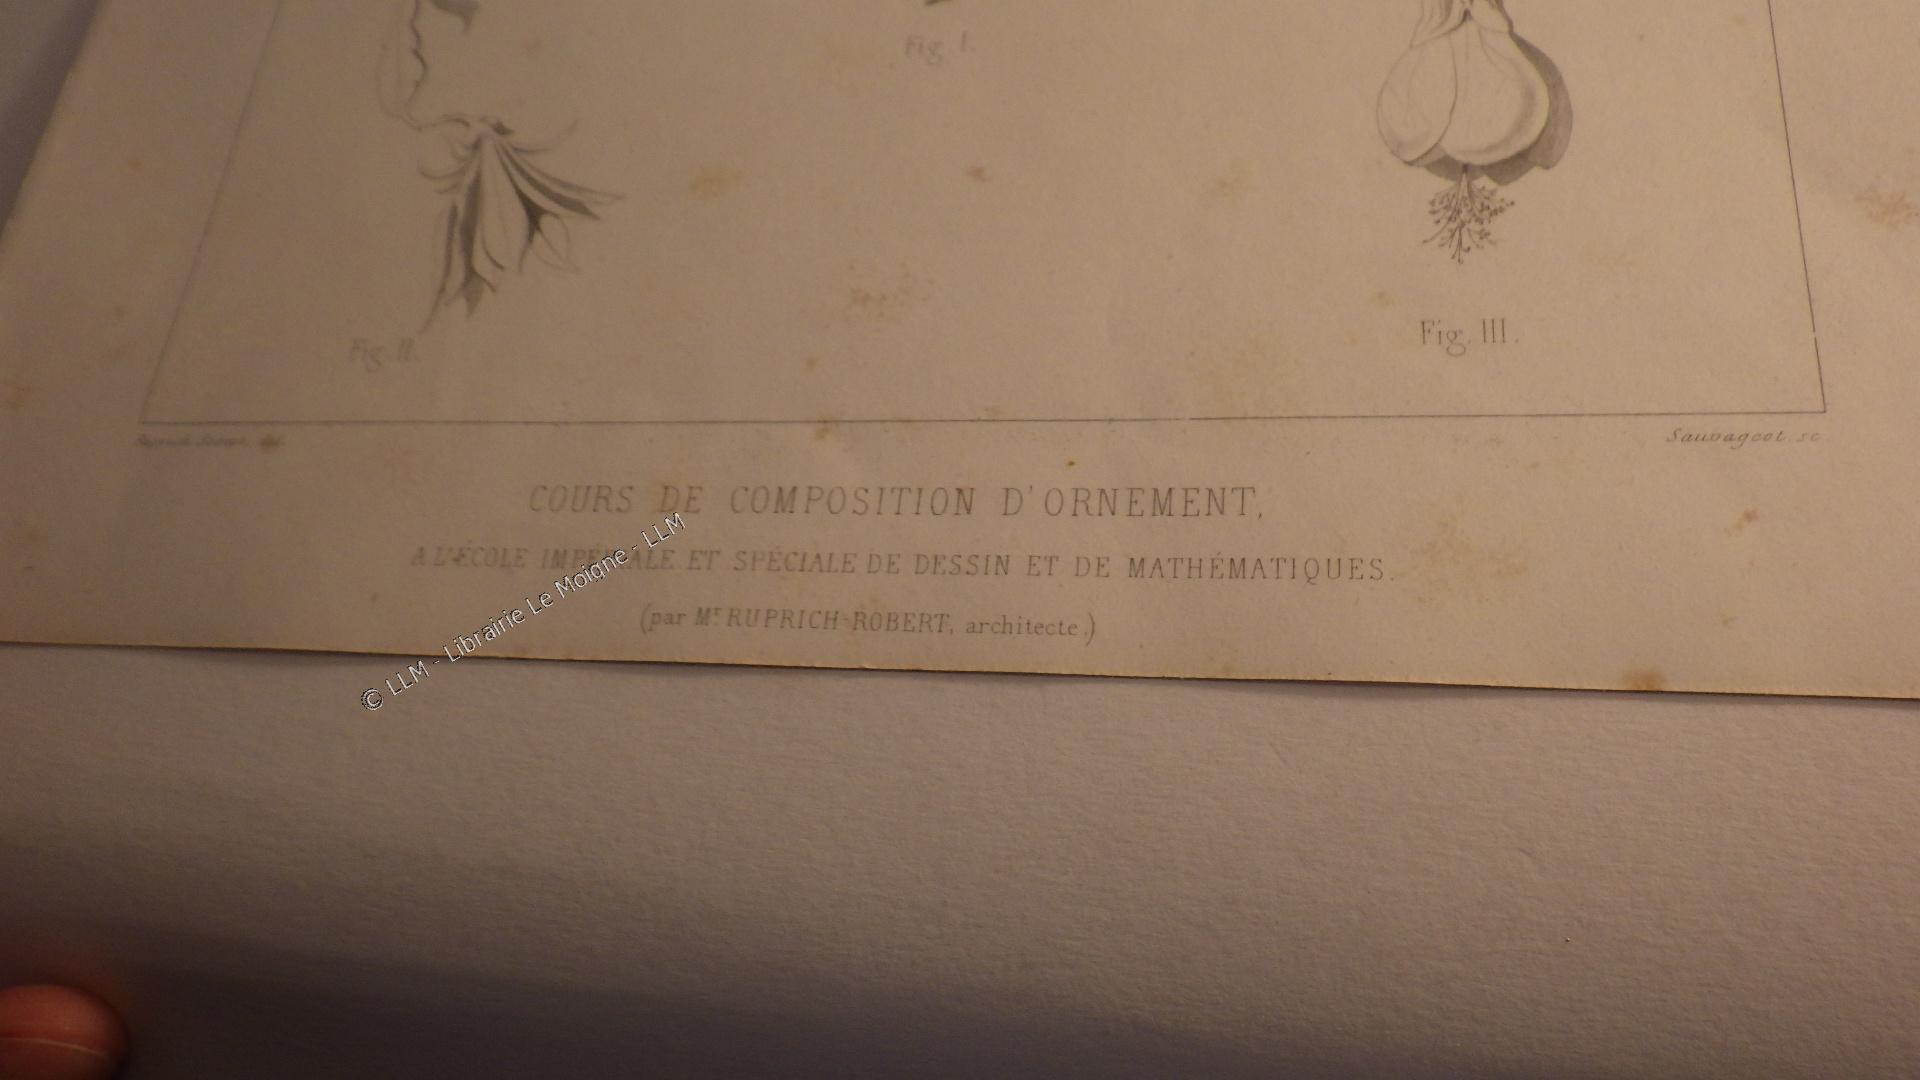 Fig. I.
Fig. II.
Fig. III.
Sauvageot. sc
COURS DE COMPOSITION D'ORNEMENT,
A L'ÉCOLE IMPÉRIALE ET SPÉCIALE DE DESSIN ET DE MATHÉMATIQUES.
(par Mr RUPRICH-ROBERT, architecte.)
© LLM - Librairie Le Moigne - LLM